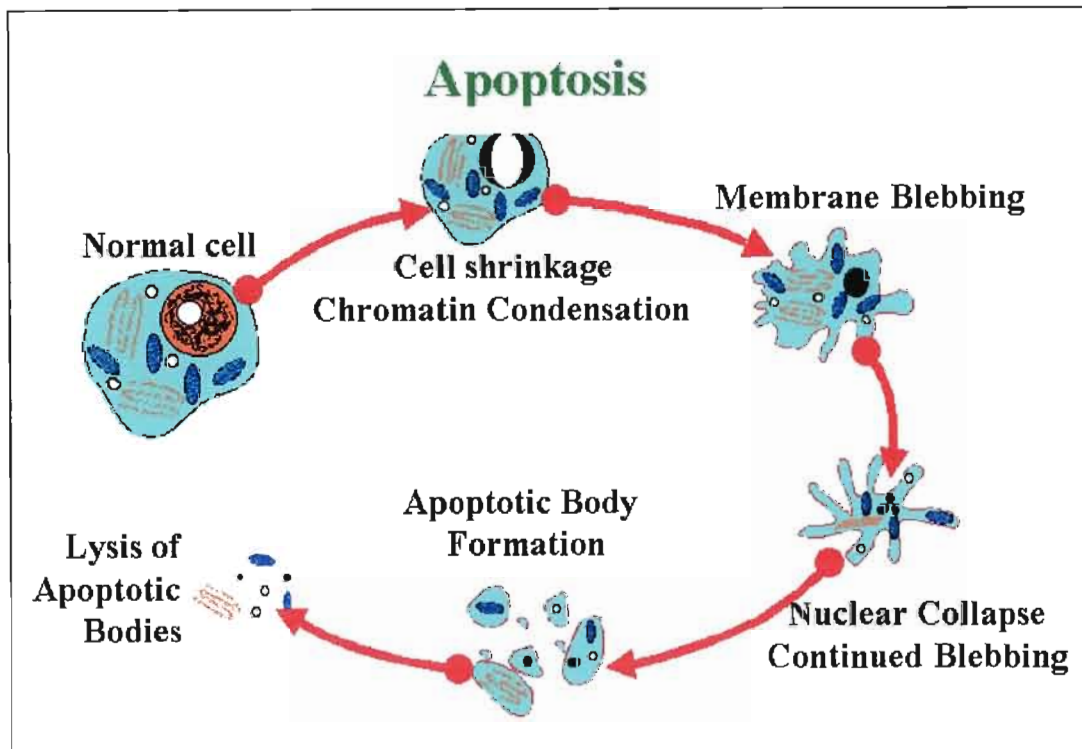 Apoptosis
Normal cell
Cell shrinkage
Chromatin Condensation
Membrane Blebbing
Nuclear Collapse
Continued Blebbing
Apoptotic Body
Formation
Lysis of
Apoptotic
Bodies